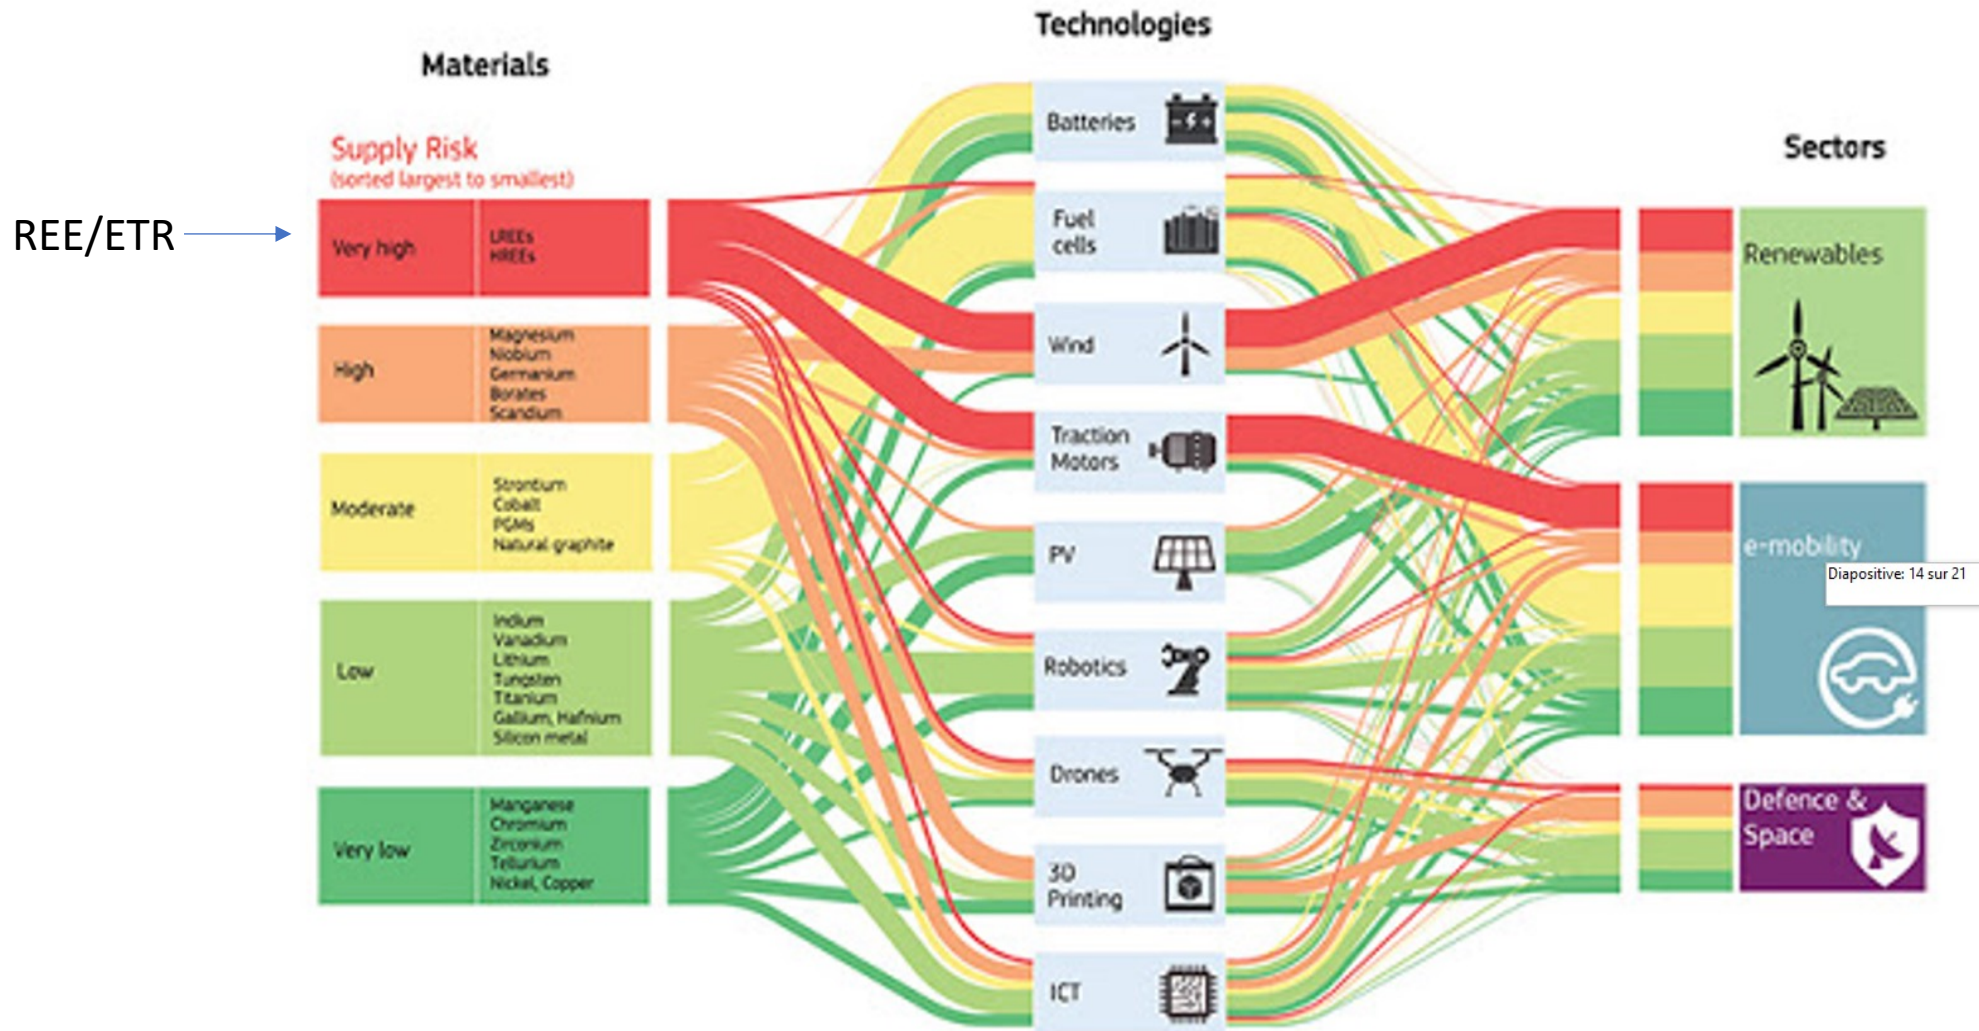 Technologies
Materials
Supply Risk
(sorted largest to smallest)
REE/ETR
Very high
LREEs
HREEs
High
Magnesium
Niobium
Germanium
Borates
Scandium
Moderate
Strontium
Cobalt
PGMs
Natural graphite
Low
Indium
Vanadium
Lithium
Tungsten
Titanium
Gallium, Hafnium
Silicon metal
Very low
Manganese
Chromium
Zirconium
Tellurium
Nickel, Copper
Batteries
Fuel
cells
Wind
Traction
Motors
PV
Robotics
Drones
3D
Printing
ICT
Sectors
Renewables
e-mobility
Diapositive: 14 sur 21
Defence &
Space